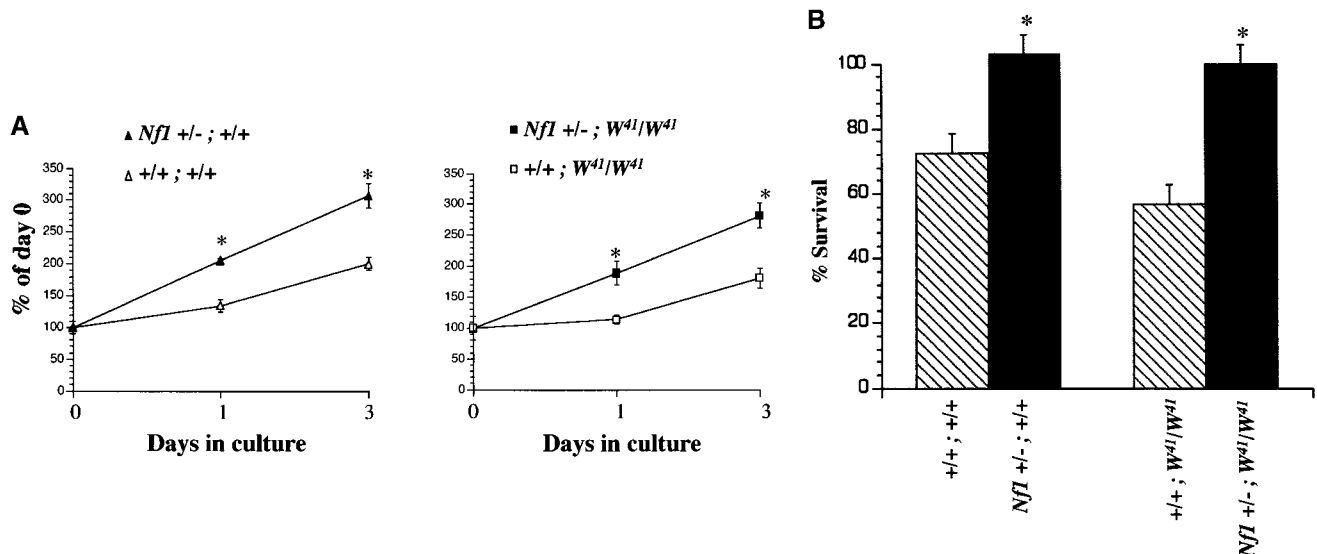 A
▲ Nf1 +/- ; +/+
△ +/+ ; +/+
*
*
% of day 0
350
300
250
200
150
100
50
0
0 1 3
Days in culture
■ Nf1 +/- ; W⁴¹/W⁴¹
□ +/+ ; W⁴¹/W⁴¹
*
*
350
300
250
200
150
100
50
0
0 1 3
Days in culture
B
*
*
% Survival
100
80
60
40
20
0
+/+ ; +/+
Nf1 +/- ; +/+
+/+ ; W⁴¹/W⁴¹
Nf1 +/- ; W⁴¹/W⁴¹